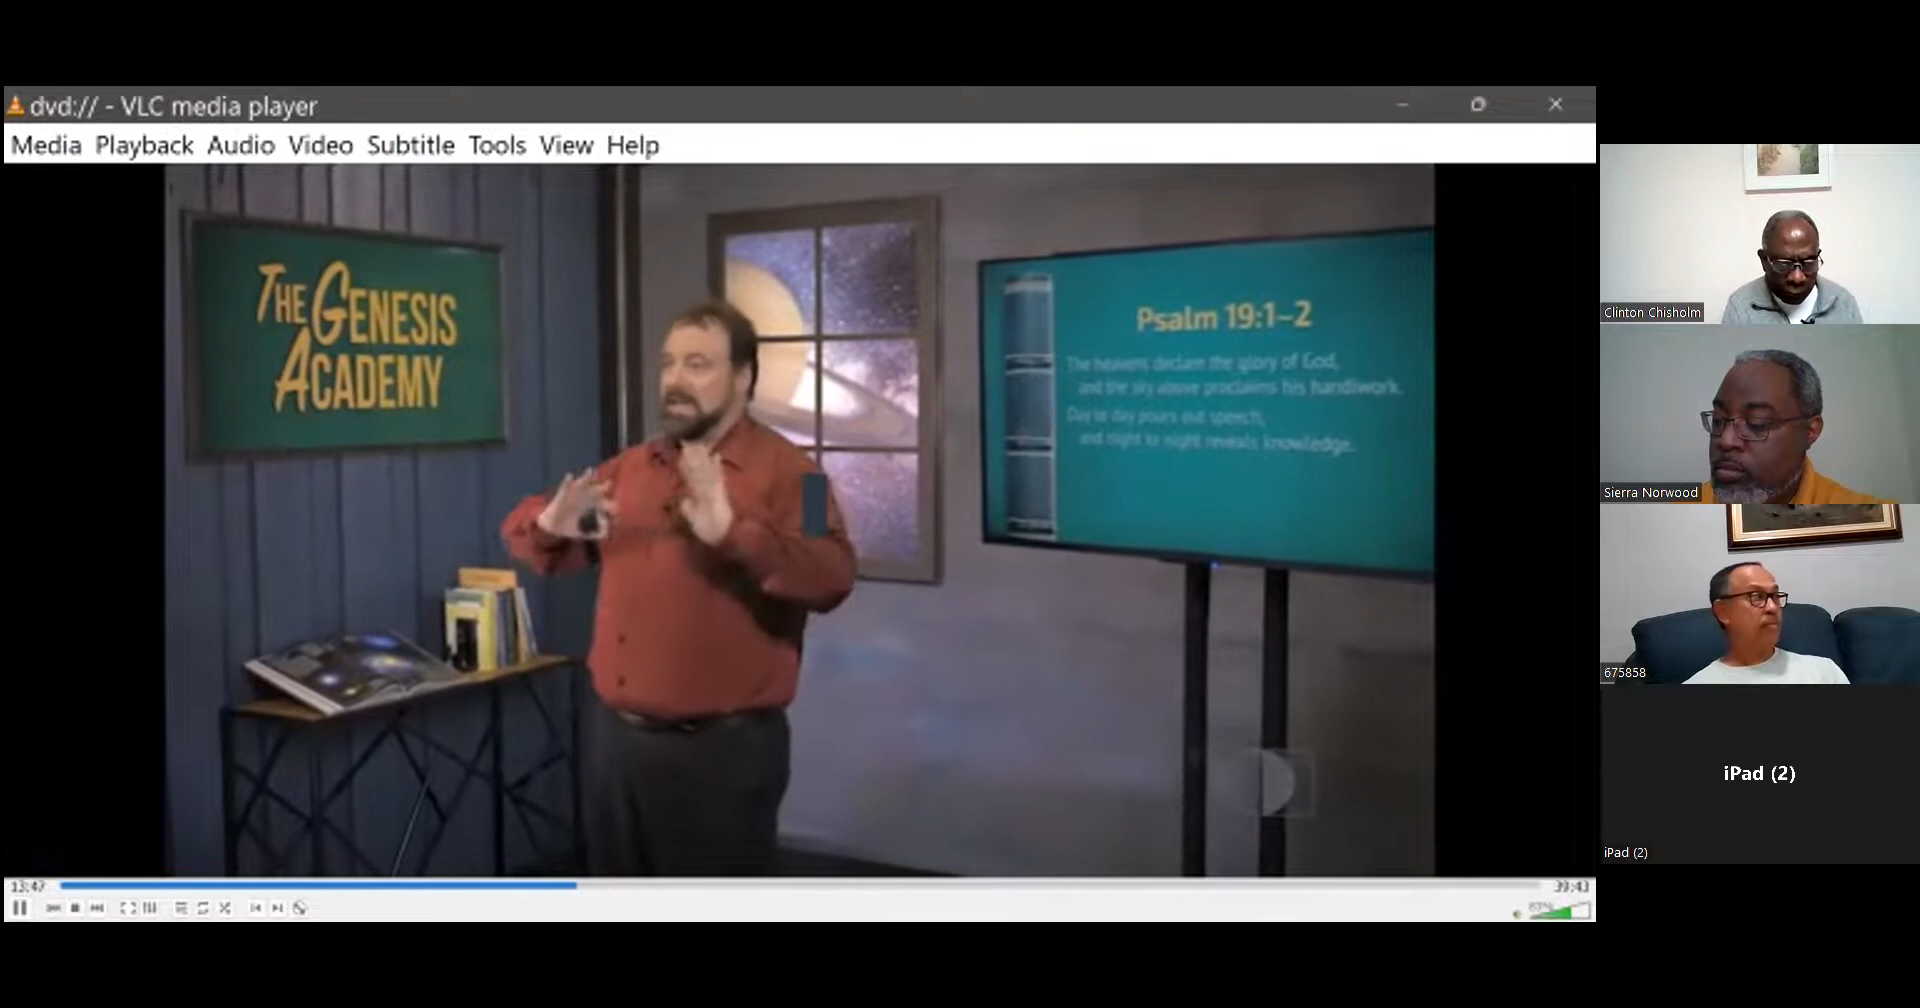 dvd:// - VLC media player
Media Playback Audio Video Subtitle Tools View Help
THE GENESIS
ACADEMY
Psalm 19:1–2
The heavens declare the glory of God,
and the sky above proclaims his handiwork.
Day to day pours out speech,
and night to night reveals knowledge.
13:47
39:43
Clinton Chisholm
Sierra Norwood
675858
iPad (2)
iPad (2)